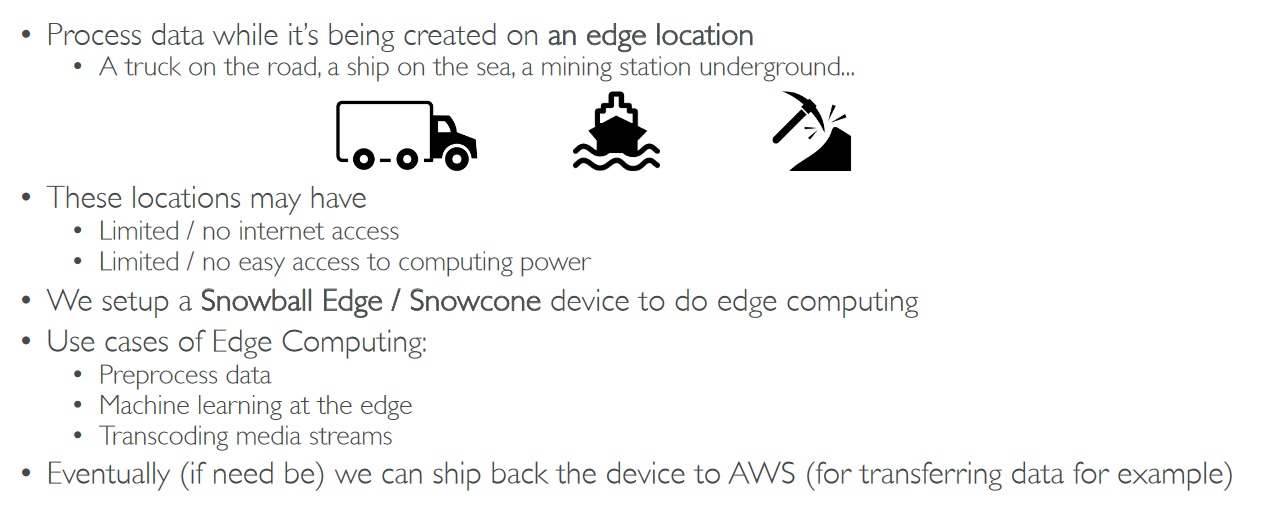 • Process data while it's being created on an edge location
• A truck on the road, a ship on the sea, a mining station underground...
• These locations may have
• Limited / no internet access
• Limited / no easy access to computing power
• We setup a Snowball Edge / Snowcone device to do edge computing
• Use cases of Edge Computing:
• Preprocess data
• Machine learning at the edge
• Transcoding media streams
• Eventually (if need be) we can ship back the device to AWS (for transferring data for example)